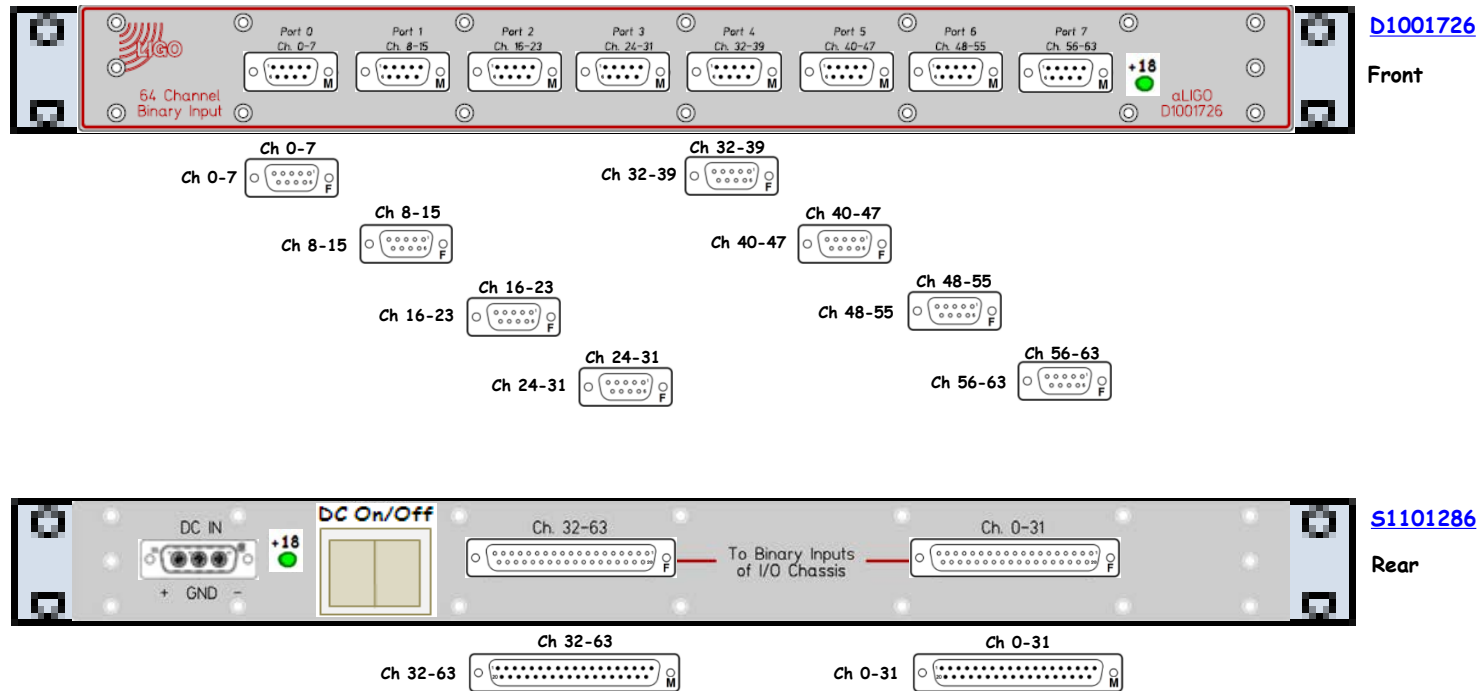 LIGO
64 Channel
Binary Input
Port 0
Ch. 0-7
M
Port 1
Ch. 8-15
M
Port 2
Ch. 16-23
M
Port 3
Ch. 24-31
M
Port 4
Ch. 32-39
M
Port 5
Ch. 40-47
M
Port 6
Ch. 48-55
M
Port 7
Ch. 56-63
M
+18
aLIGO
D1001726
D1001726
Front
Ch 0-7
Ch 0-7
F
Ch 8-15
Ch 8-15
F
Ch 16-23
Ch 16-23
F
Ch 24-31
Ch 24-31
F
Ch 32-39
Ch 32-39
F
Ch 40-47
Ch 40-47
F
Ch 48-55
Ch 48-55
F
Ch 56-63
Ch 56-63
F
DC IN
+ GND -
+18
DC On/Off
Ch. 32-63
F
To Binary Inputs
of I/O Chassis
Ch. 0-31
F
S1101286
Rear
Ch 32-63
Ch 32-63
M
Ch 0-31
Ch 0-31
M